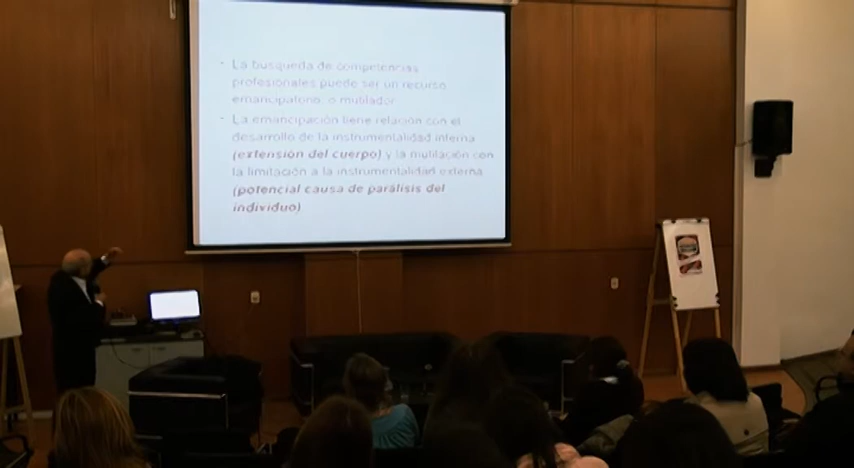 · La busqueda de competencias
profesionales puede ser un recurso
emancipatorio o mutilador
· La emancipación tiene relación con el
desarrollo de la instrumentalidad interna
(extensión del cuerpo) y la mutilación con
la limitación a la instrumentalidad externa
(potencial causa de parálisis del
individuo)